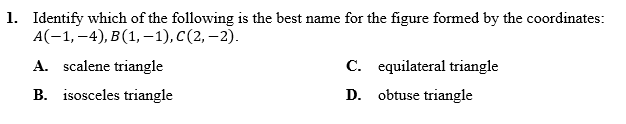 1. Identify which of the following is the best name for the figure formed by the coordinates:
A(−1,−4), B(1,−1), C(2,−2).
A. scalene triangle C. equilateral triangle
B. isosceles triangle D. obtuse triangle